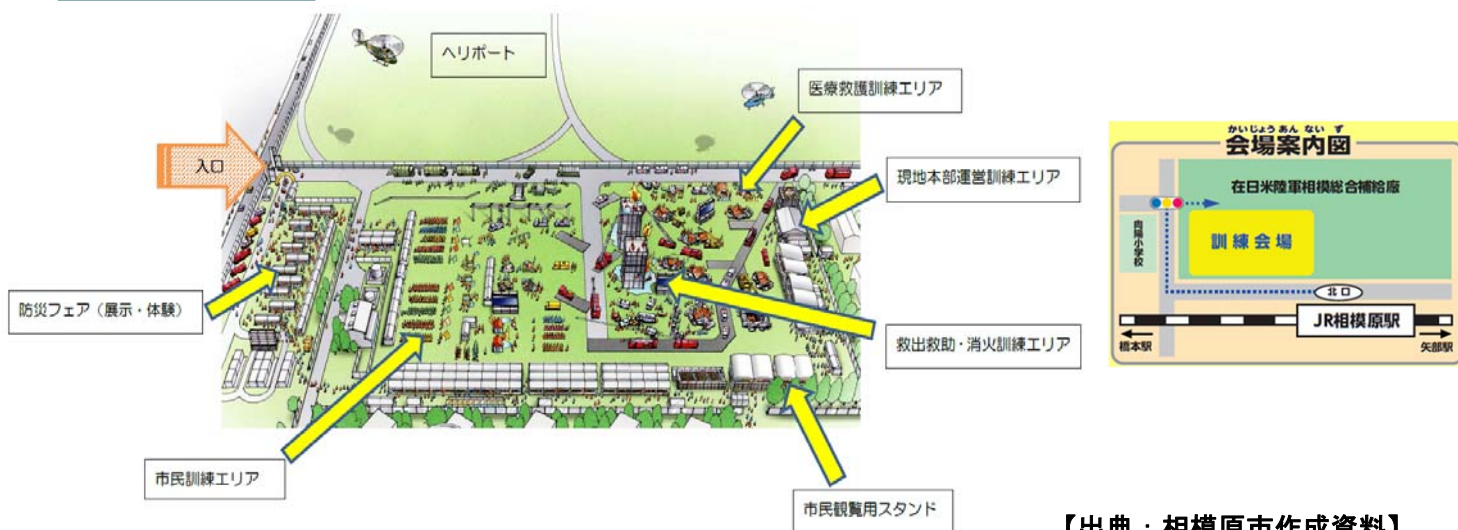 ヘリポート
医療救護訓練エリア
入口
現地本部運営訓練エリア
防災フェア(展示・体験)
救出救助・消火訓練エリア
市民訓練エリア
市民観覧用スタンド
かいじょうあんないず
会場案内図
在日米陸軍相模総合補給廠
向陽小学校
訓練会場
北口
JR相模原駅
橋本駅
矢部駅
【出典:相模原市作成資料】